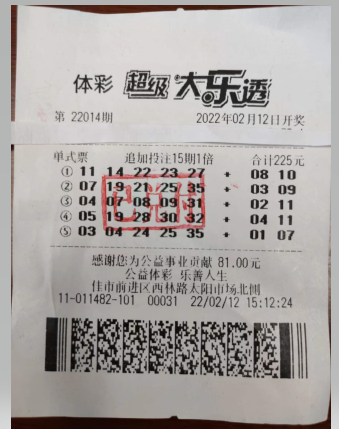 体彩 超级大乐透
第 22014期 2022年02月12日开奖
单式票 追加投注15期1倍 合计225元
① 11 14 22 23 27 + 08 10
② 07 19 21 25 35 + 03 09
③ 04 07 08 09 31 + 02 11
④ 05 19 28 30 32 + 04 11
⑤ 03 04 24 25 35 + 01 07
已兑付
感谢您为公益事业贡献 81.00元
公益体彩 乐善人生
佳市前进区西林路太阳市场北侧
11-011482-101 00031 22/02/12 15:12:24